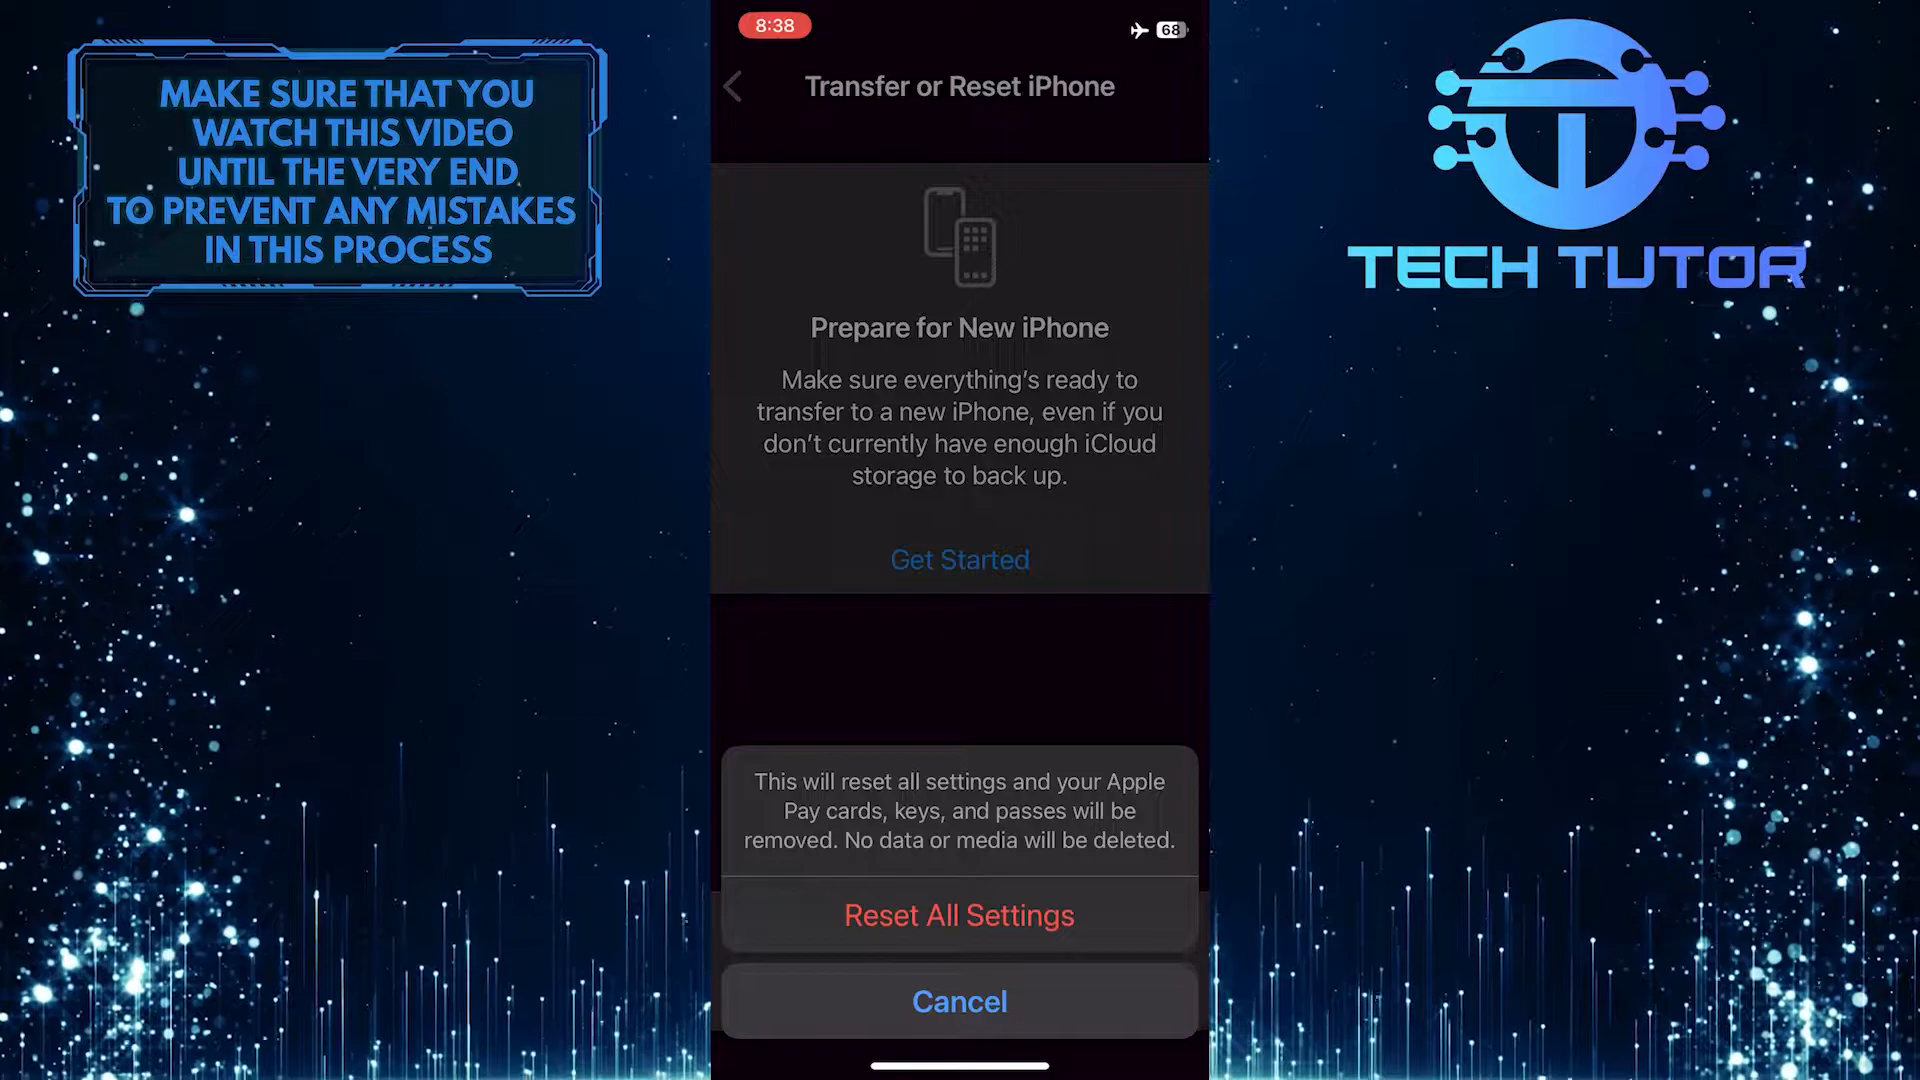 MAKE SURE THAT YOU
WATCH THIS VIDEO
UNTIL THE VERY END
TO PREVENT ANY MISTAKES
IN THIS PROCESS
8:38
68
Transfer or Reset iPhone
Prepare for New iPhone
Make sure everything's ready to
transfer to a new iPhone, even if you
don't currently have enough iCloud
storage to back up.
Get Started
This will reset all settings and your Apple
Pay cards, keys, and passes will be
removed. No data or media will be deleted.
Reset All Settings
Cancel
TECH TUTOR